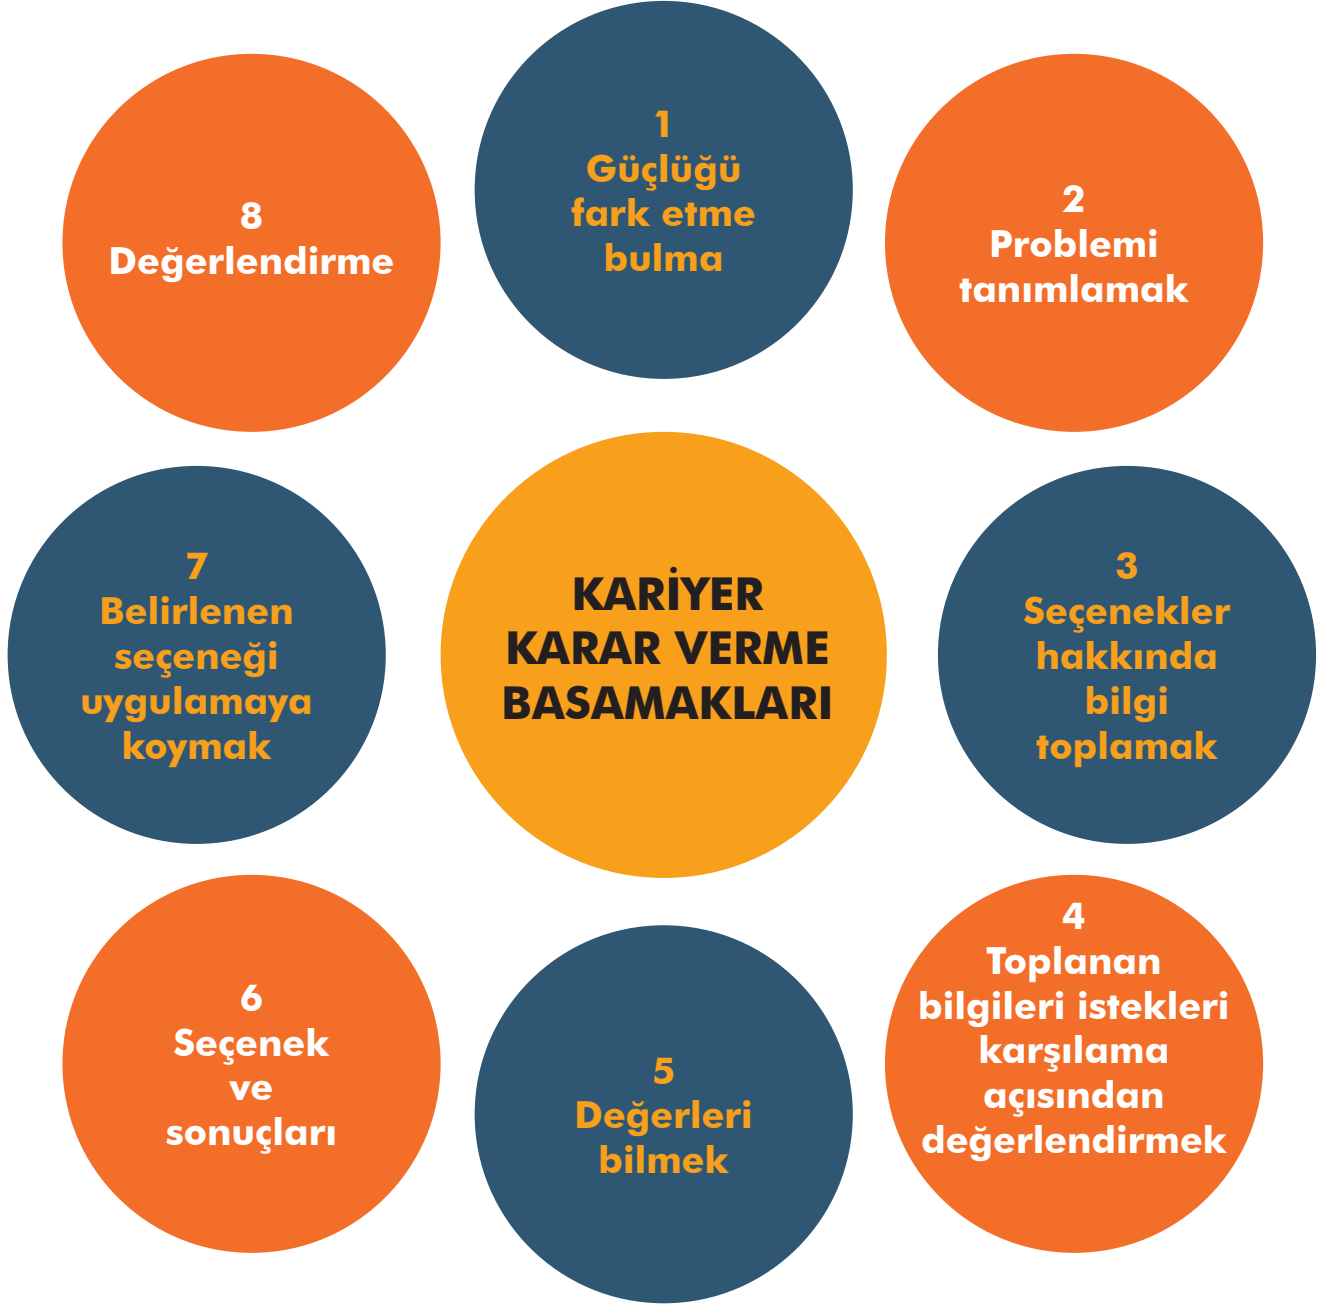 KARİYER
KARAR VERME
BASAMAKLARI
1
Güçlüğü
fark etme
bulma
2
Problemi
tanımlamak
3
Seçenekler
hakkında
bilgi
toplamak
4
Toplanan
bilgileri istekleri
karşılama
açısından
değerlendirmek
5
Değerleri
bilmek
6
Seçenek
ve
sonuçları
7
Belirlenen
seçeneği
uygulamaya
koymak
8
Değerlendirme